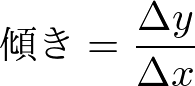 傾き = Δy/Δx